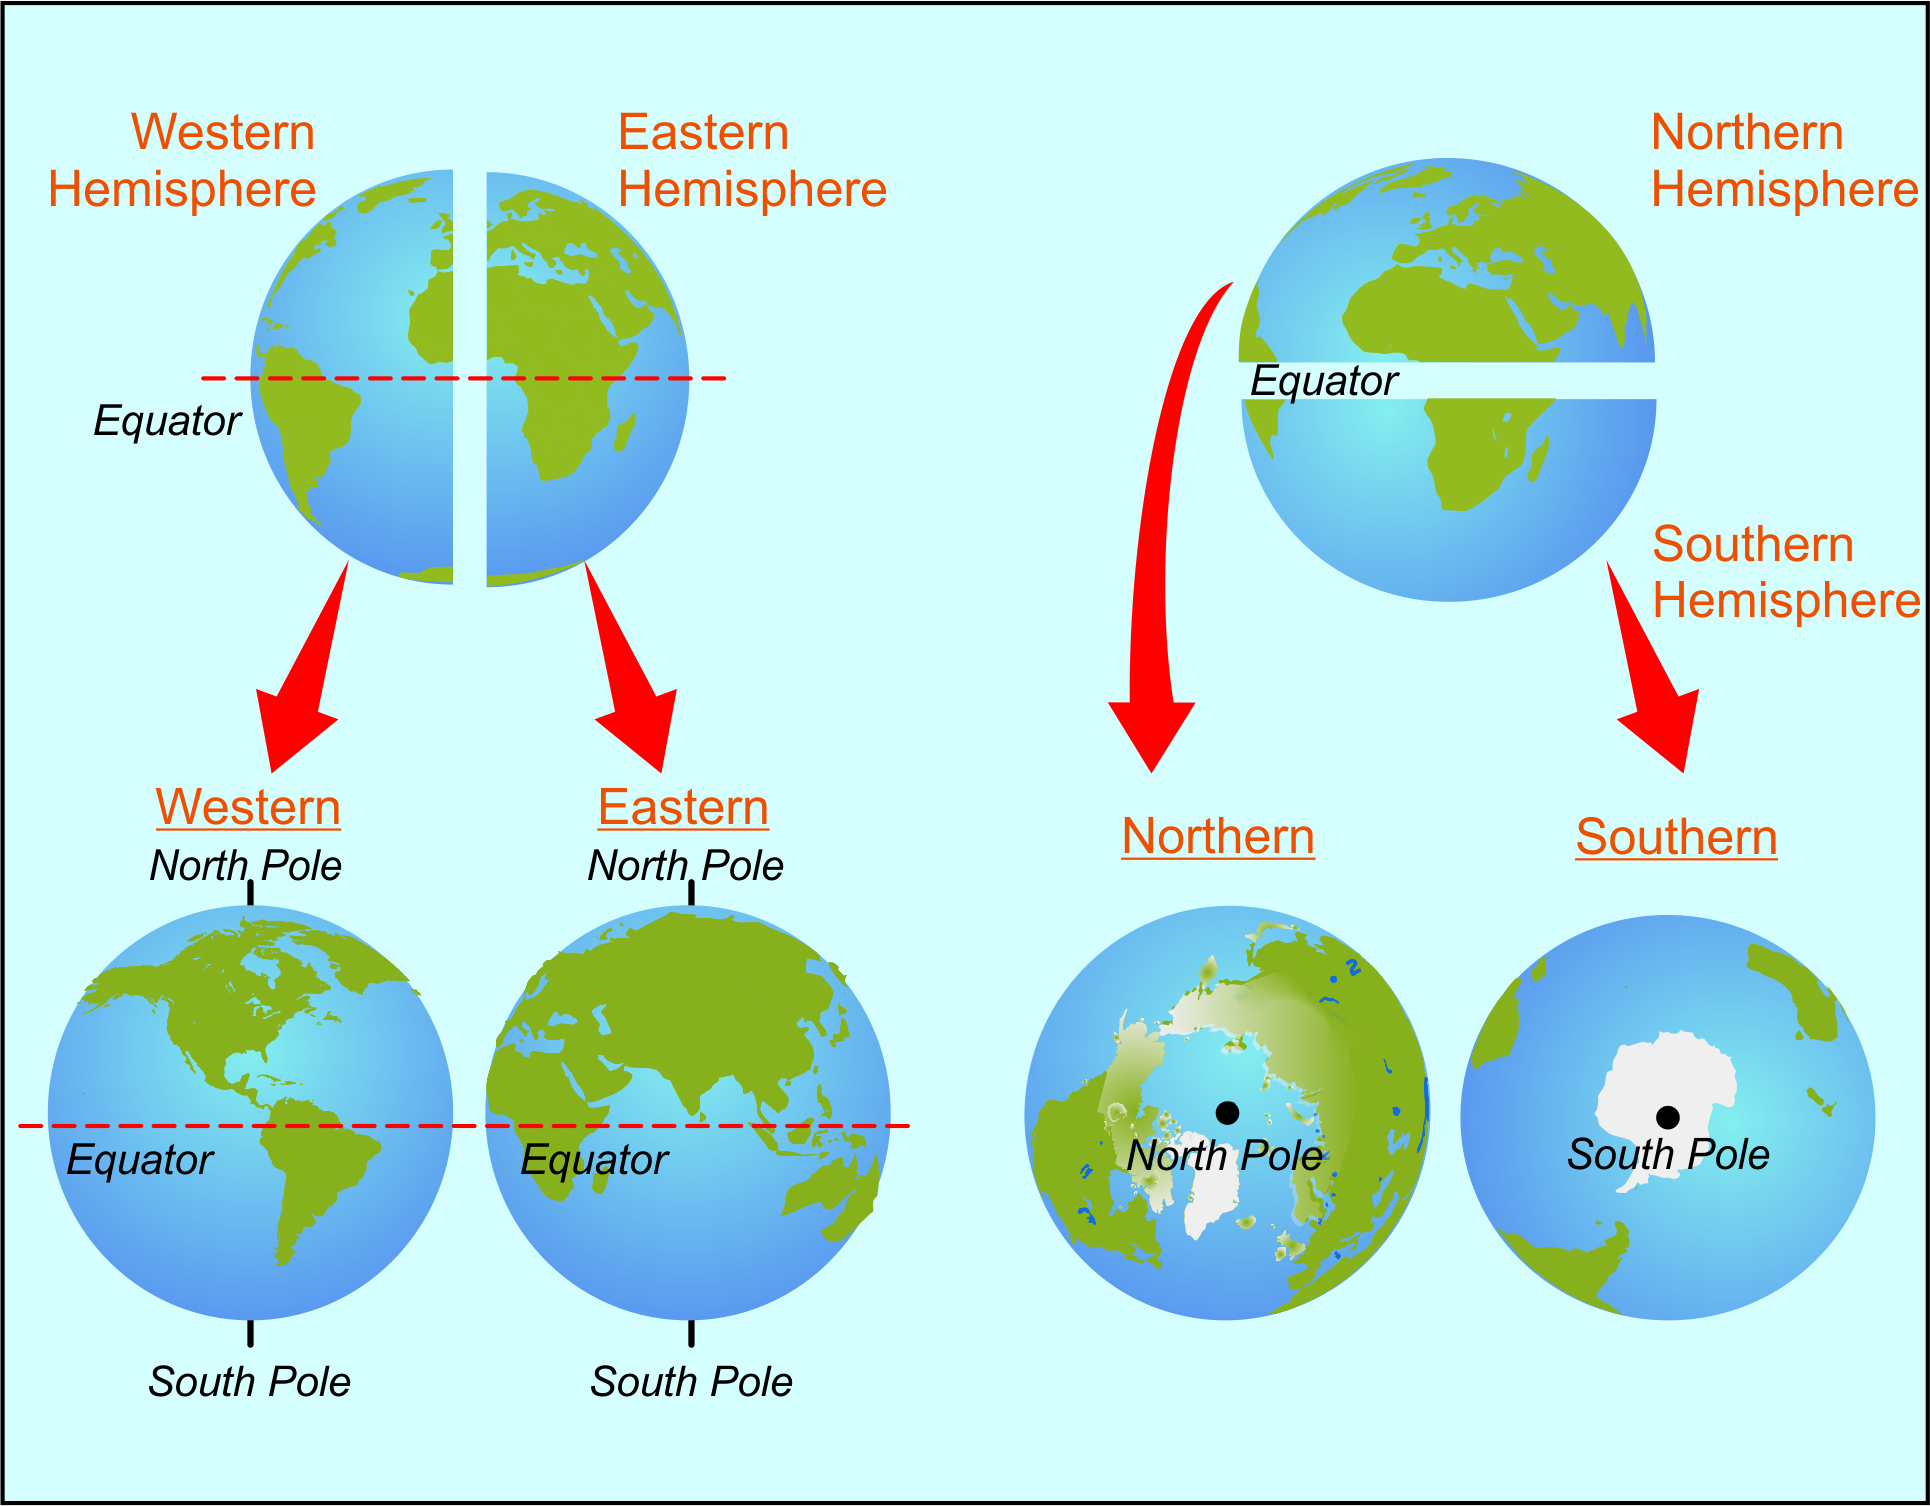 Western
Hemisphere
Eastern
Hemisphere
Equator
Northern
Hemisphere
Equator
Southern
Hemisphere
Western
North Pole
Equator
South Pole
Eastern
North Pole
Equator
South Pole
Northern
North Pole
Southern
South Pole